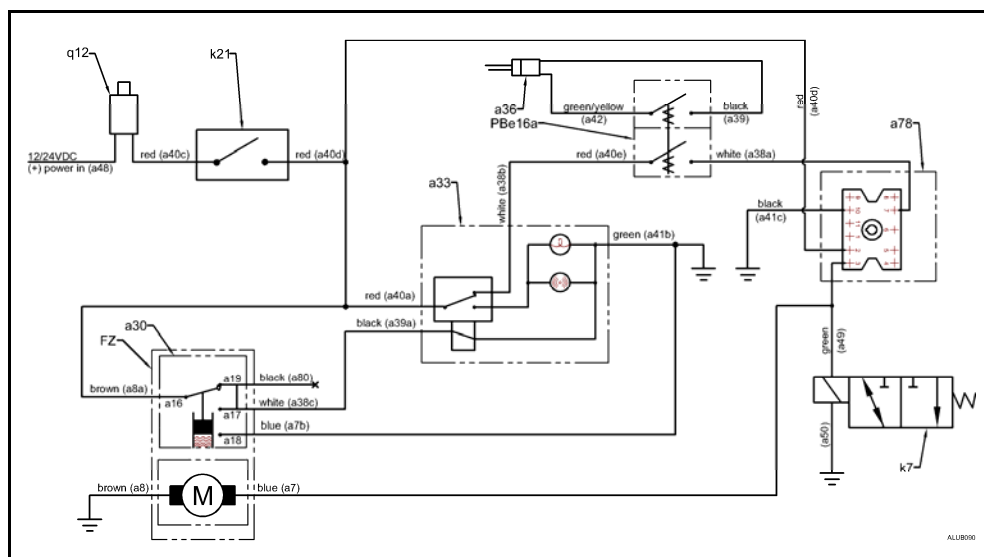 q12
k21
12/24VDC
(+) power in (a48)
red (a40c)
red (a40d)
a36
PBe16a
green/yellow
(a42)
black
(a39)
red
(a40d)
a78
red (a40e)
white (a38a)
a33
white (a38b)
black
(a41c)
green (a41b)
red (a40a)
black (a39a)
a30
FZ
a19
black (a80)
brown (a8a)
a16
a17
white (a38c)
a18
blue (a7b)
green
(a49)
(a50)
k7
brown (a8)
M
blue (a7)
ALUB090